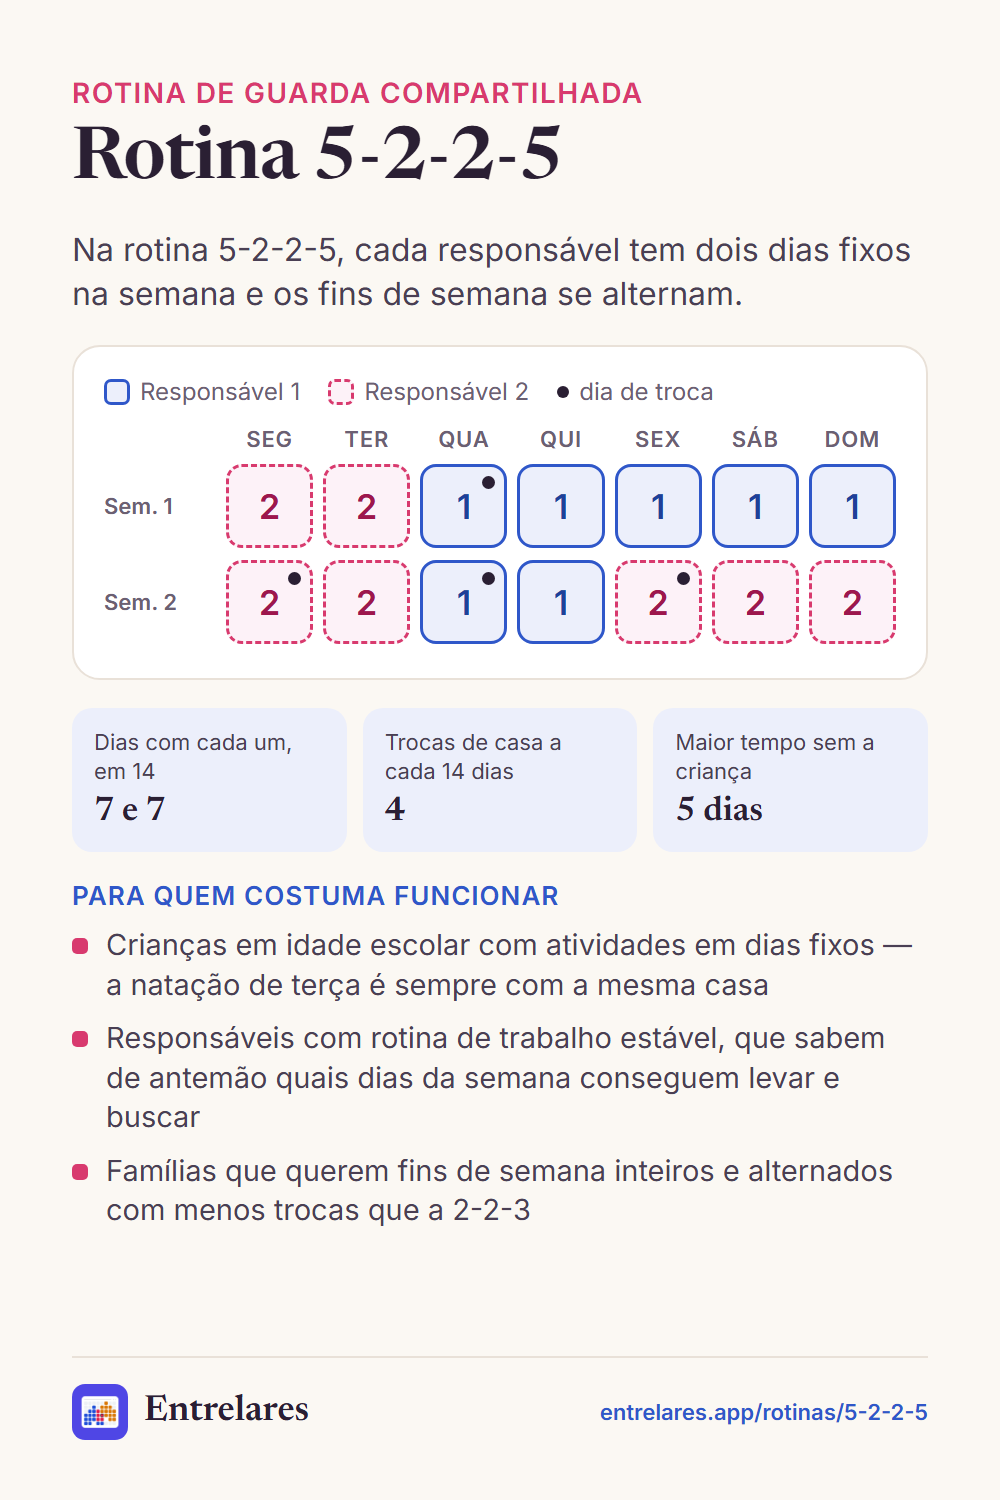 ROTINA DE GUARDA COMPARTILHADA
Rotina 5-2-2-5
Na rotina 5-2-2-5, cada responsável tem dois dias fixos
na semana e os fins de semana se alternam.
Responsável 1 Responsável 2 dia de troca
SEG TER QUA QUI SEX SÁB DOM
Sem. 1 2 2 1 1 1 1 1
Sem. 2 2 2 1 1 2 2 2
Dias com cada um,
em 14
7 e 7
Trocas de casa a
cada 14 dias
4
Maior tempo sem a
criança
5 dias
PARA QUEM COSTUMA FUNCIONAR
Crianças em idade escolar com atividades em dias fixos —
a natação de terça é sempre com a mesma casa
Responsáveis com rotina de trabalho estável, que sabem
de antemão quais dias da semana conseguem levar e
buscar
Famílias que querem fins de semana inteiros e alternados
com menos trocas que a 2-2-3
Entrelares
entrelares.app/rotinas/5-2-2-5